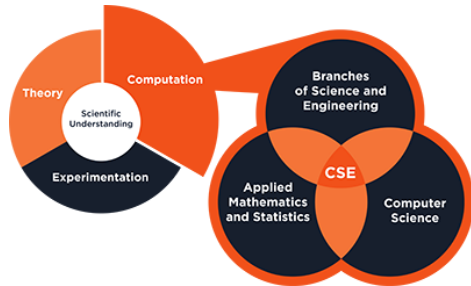 Theory
Computation
Scientific
Understanding
Experimentation
Branches
of Science and
Engineering
CSE
Applied
Mathematics
and Statistics
Computer
Science